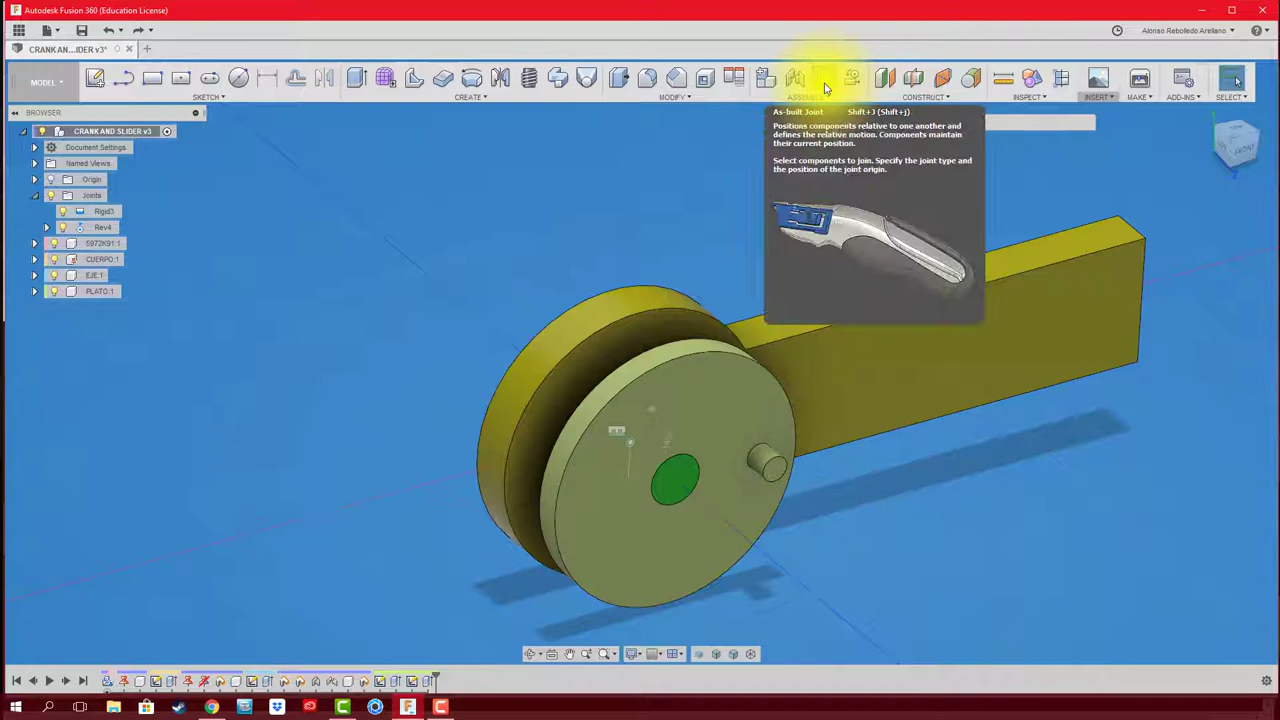 Autodesk Fusion 360 (Education License)
Alonso Rebolledo Arellano
CRANK AN...IDER v3*
MODEL
SKETCH
CREATE
MODIFY
ASSEMBLE
CONSTRUCT
INSPECT
INSERT
MAKE
ADD-INS
SELECT
BROWSER
CRANK AND SLIDER v3
Document Settings
Named Views
Origin
Joints
Rigid3
Rev4
5972K91:1
CUERPO:1
EJE:1
PLATO:1
As-built Joint Shift+J (Shift+j)
Positions components relative to one another and
defines the relative motion. Components maintain
their current position.
Select components to join. Specify the joint type and
the position of the joint origin.
FRONT